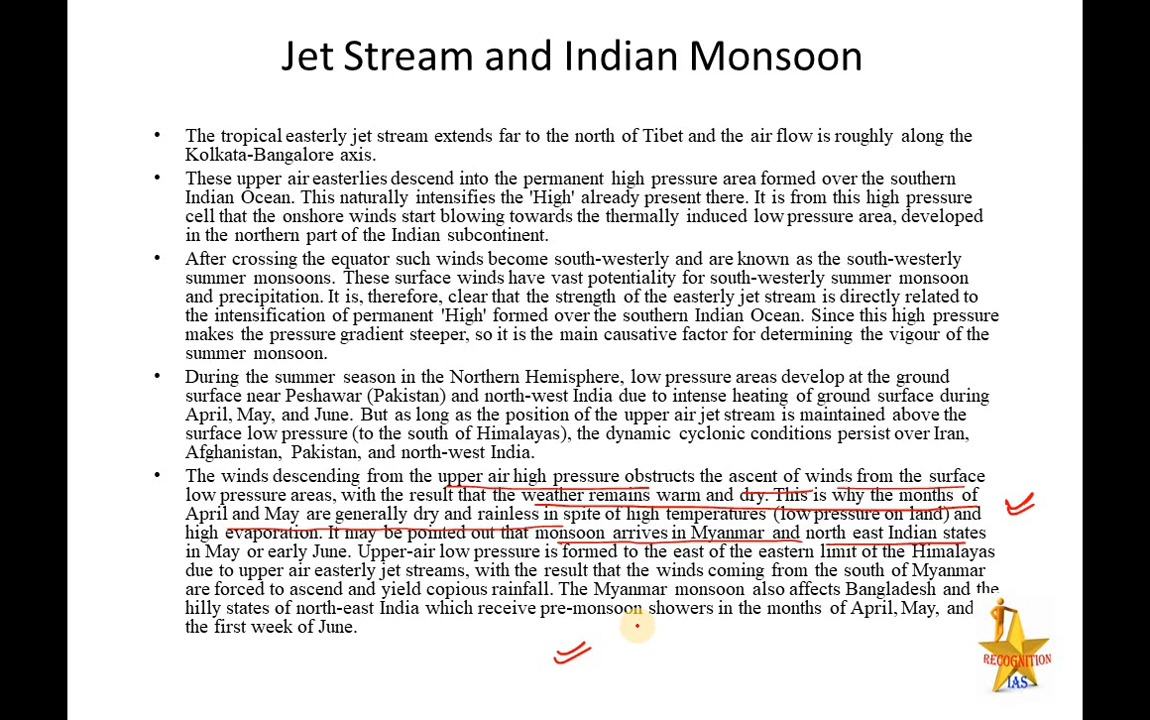 Jet Stream and Indian Monsoon
• The tropical easterly jet stream extends far to the north of Tibet and the air flow is roughly along the
Kolkata-Bangalore axis.
• These upper air easterlies descend into the permanent high pressure area formed over the southern
Indian Ocean. This naturally intensifies the 'High' already present there. It is from this high pressure
cell that the onshore winds start blowing towards the thermally induced low pressure area, developed
in the northern part of the Indian subcontinent.
• After crossing the equator such winds become south-westerly and are known as the south-westerly
summer monsoons. These surface winds have vast potentiality for south-westerly summer monsoon
and precipitation. It is, therefore, clear that the strength of the easterly jet stream is directly related to
the intensification of permanent 'High' formed over the southern Indian Ocean. Since this high pressure
makes the pressure gradient steeper, so it is the main causative factor for determining the vigour of the
summer monsoon.
• During the summer season in the Northern Hemisphere, low pressure areas develop at the ground
surface near Peshawar (Pakistan) and north-west India due to intense heating of ground surface during
April, May, and June. But as long as the position of the upper air jet stream is maintained above the
surface low pressure (to the south of Himalayas), the dynamic cyclonic conditions persist over Iran,
Afghanistan, Pakistan, and north-west India.
• The winds descending from the upper air high pressure obstructs the ascent of winds from the surface
low pressure areas, with the result that the weather remains warm and dry. This is why the months of
April and May are generally dry and rainless in spite of high temperatures (low pressure on land) and
high evaporation. It may be pointed out that monsoon arrives in Myanmar and north east Indian states
in May or early June. Upper-air low pressure is formed to the east of the eastern limit of the Himalayas
due to upper air easterly jet streams, with the result that the winds coming from the south of Myanmar
are forced to ascend and yield copious rainfall. The Myanmar monsoon also affects Bangladesh and the
hilly states of north-east India which receive pre-monsoon showers in the months of April, May, and
the first week of June.
RECOGNITION
IAS